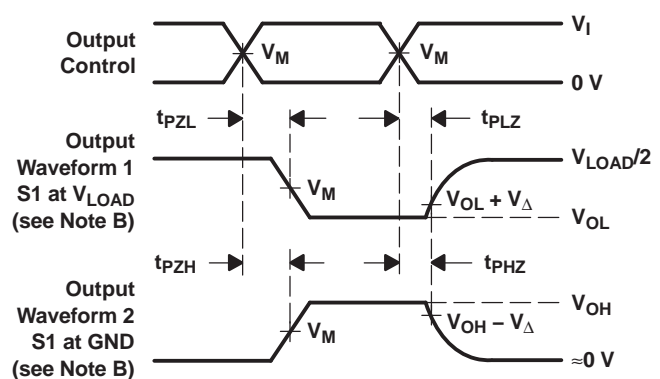 Output
Control
V_I
V_M
V_M
0 V
t_PZL
t_PLZ
Output
Waveform 1
S1 at V_LOAD
(see Note B)
V_LOAD/2
V_M
V_OL + V_Δ
V_OL
t_PZH
t_PHZ
Output
Waveform 2
S1 at GND
(see Note B)
V_OH
V_M
V_OH − V_Δ
≈0 V